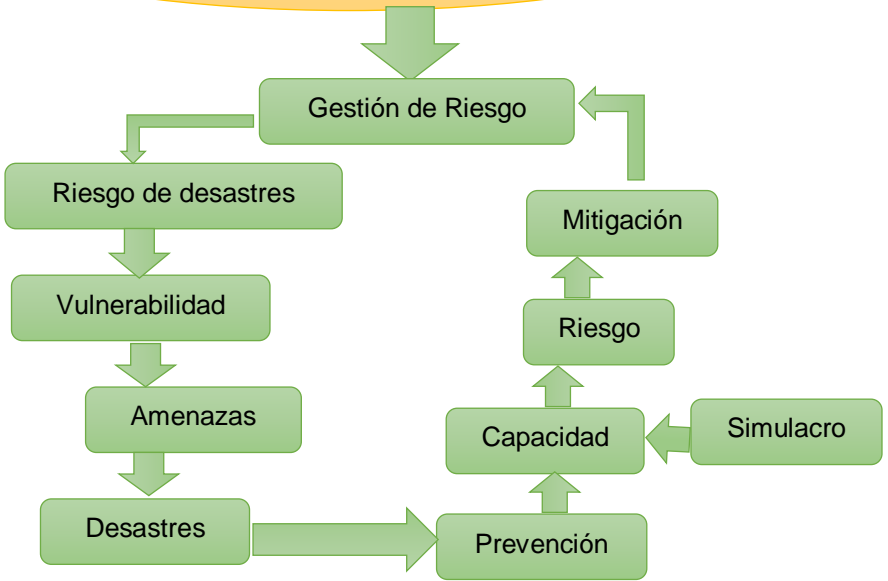 Gestión de Riesgo
Riesgo de desastres
Mitigación
Vulnerabilidad
Riesgo
Amenazas
Capacidad
Simulacro
Desastres
Prevención